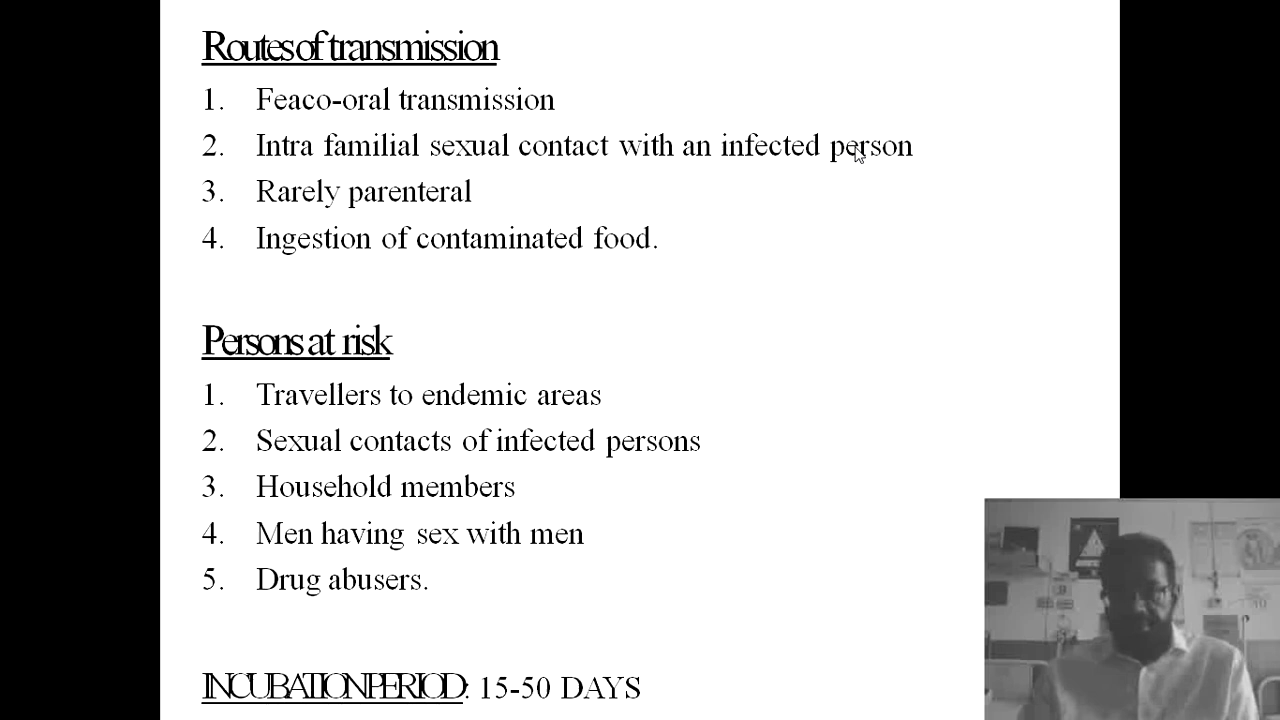 Routes of transmission
1. Feaco-oral transmission
2. Intra familial sexual contact with an infected person
3. Rarely parenteral
4. Ingestion of contaminated food.
Persons at risk
1. Travellers to endemic areas
2. Sexual contacts of infected persons
3. Household members
4. Men having sex with men
5. Drug abusers.
INCUBATION PERIOD: 15-50 DAYS